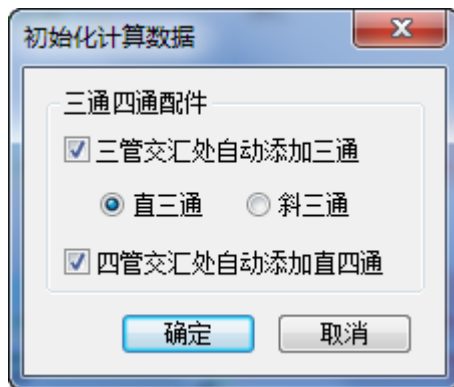 初始化计算数据
三通四通配件
三管交汇处自动添加三通
直三通 斜三通
四管交汇处自动添加直四通
确定 取消